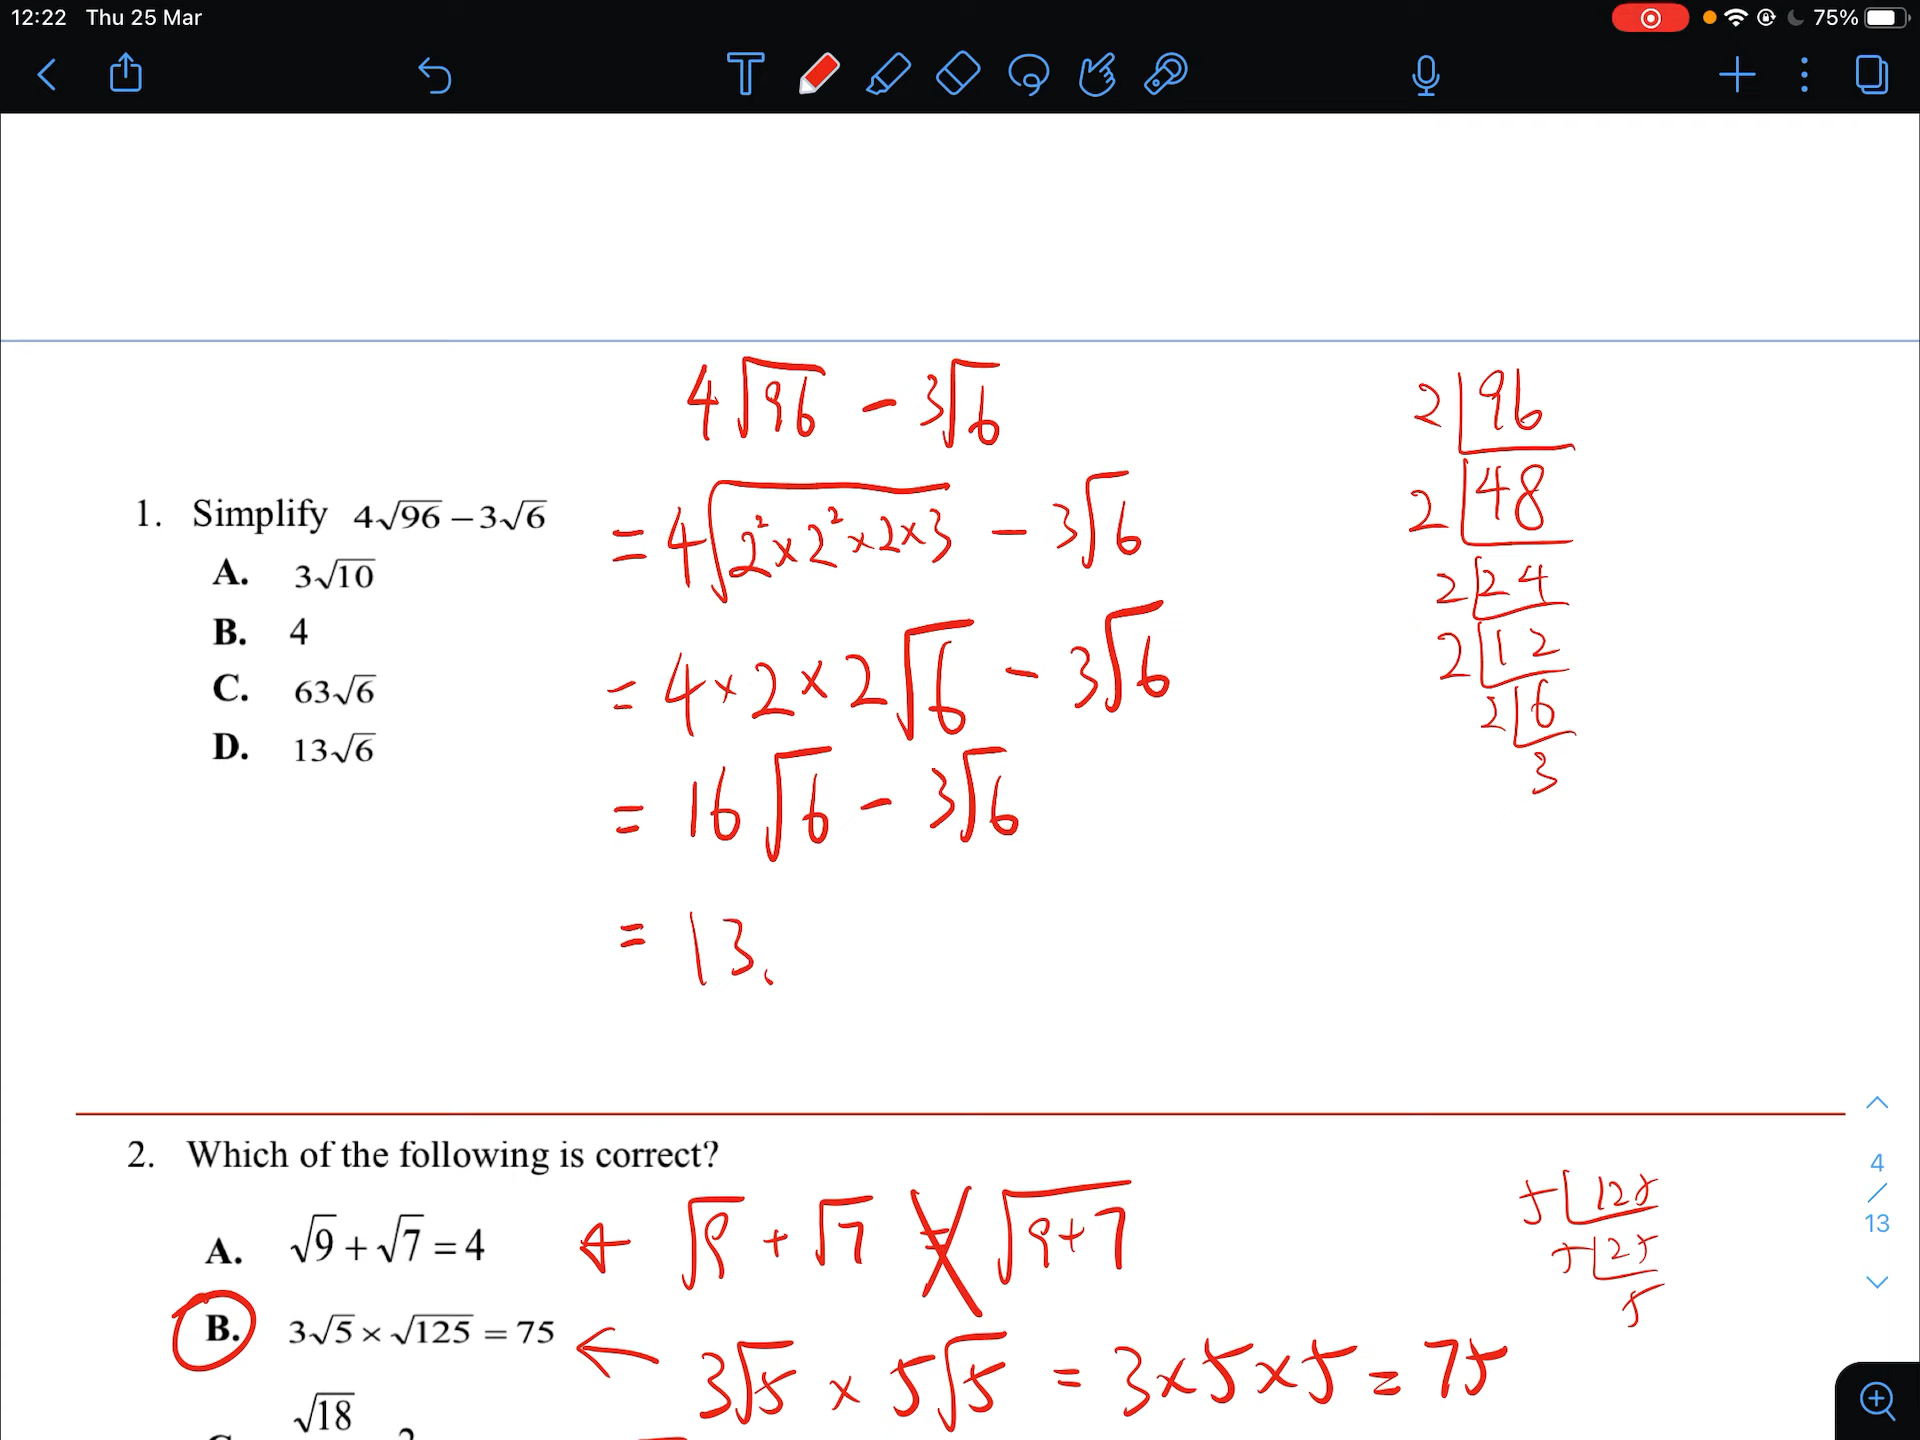 12:22 Thu 25 Mar 75%
4√96 − 3√6
1. Simplify 4√96 − 3√6
= 4√(2² × 2² × 2 × 3) − 3√6
A. 3√10
B. 4
= 4 × 2 × 2√6 − 3√6
C. 63√6
D. 13√6
= 16√6 − 3√6
= 13
2 | 96
2 | 48
2 | 24
2 | 12
2 | 6
3
2. Which of the following is correct?
A. √9 + √7 = 4 ← √9 + √7 ≠ √(9+7)
B. 3√5 × √125 = 75 ← 3√5 × 5√5 = 3×5×5 = 75
√18
5 | 125
5 | 25
5
4
/
13